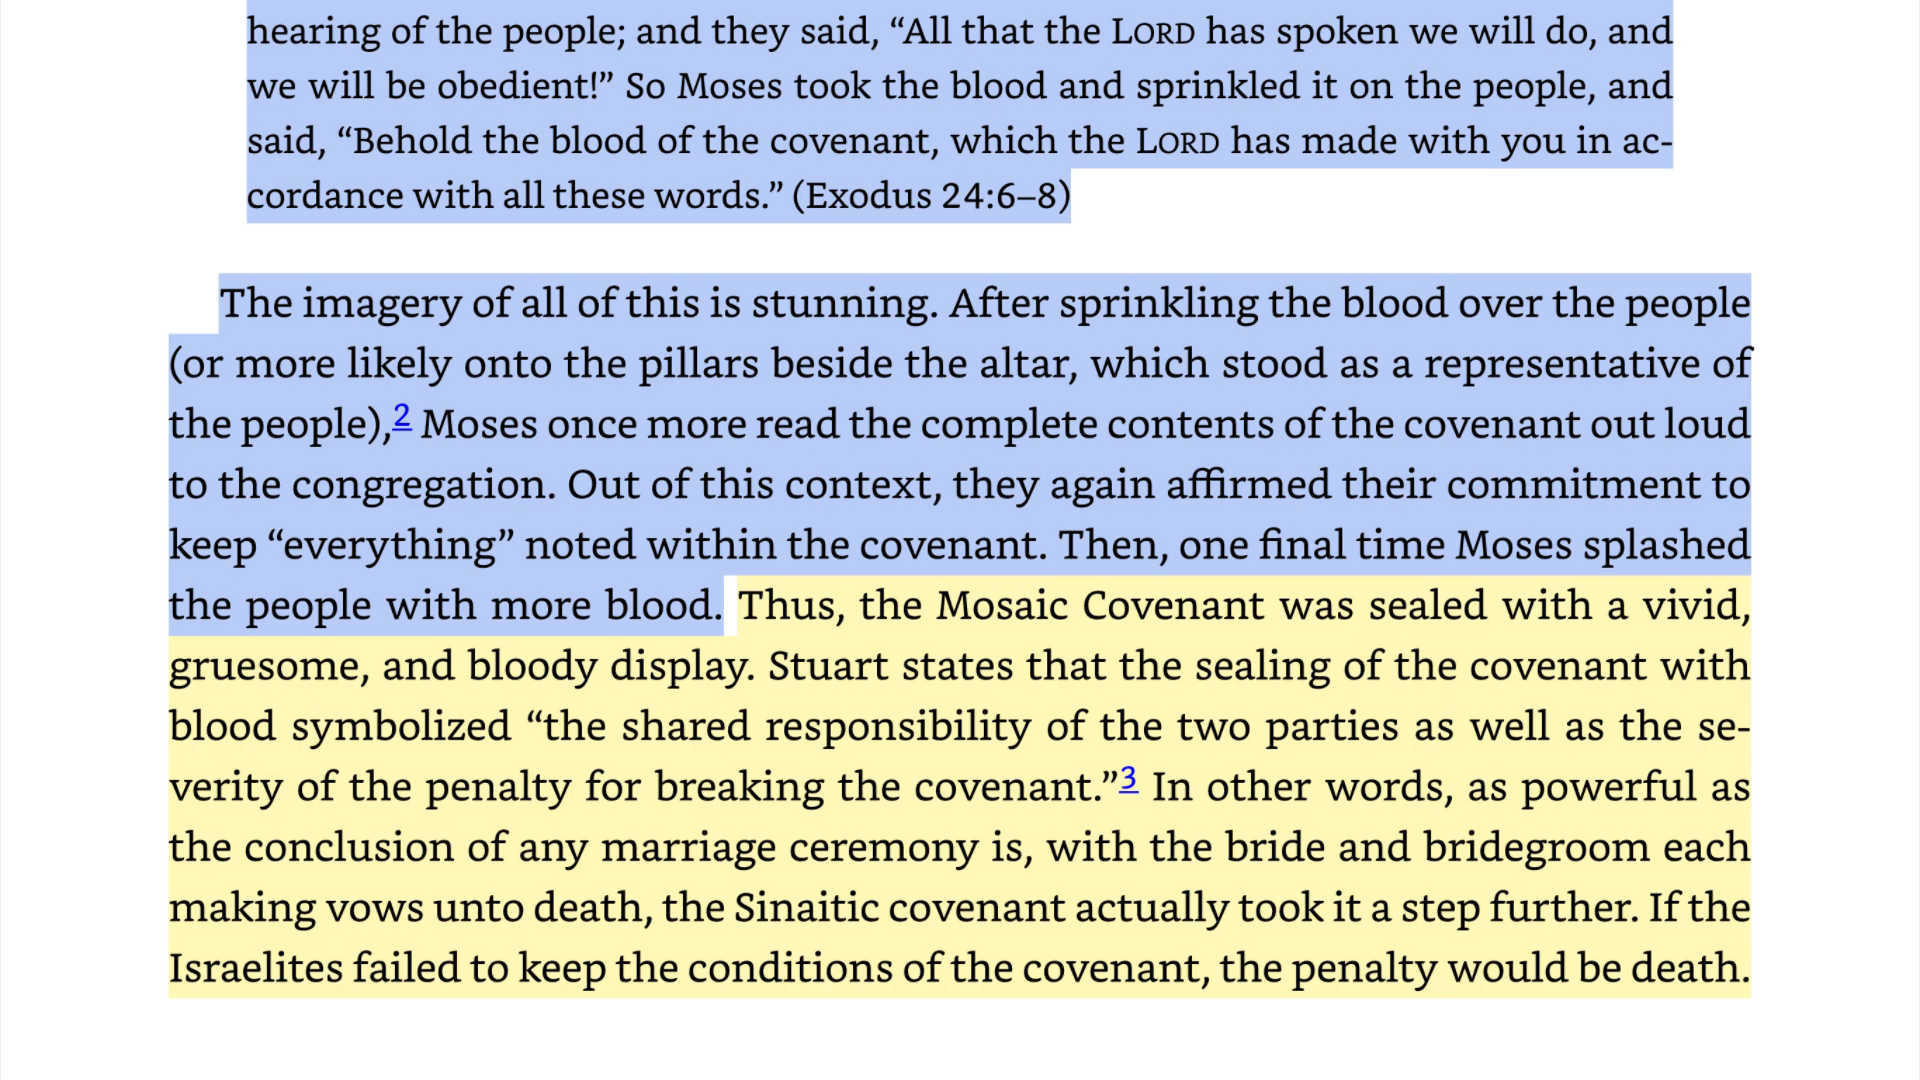 hearing of the people; and they said, “All that the LORD has spoken we will do, and
we will be obedient!” So Moses took the blood and sprinkled it on the people, and
said, “Behold the blood of the covenant, which the LORD has made with you in ac-
cordance with all these words.” (Exodus 24:6–8)
The imagery of all of this is stunning. After sprinkling the blood over the people
(or more likely onto the pillars beside the altar, which stood as a representative of
the people),2 Moses once more read the complete contents of the covenant out loud
to the congregation. Out of this context, they again affirmed their commitment to
keep “everything” noted within the covenant. Then, one final time Moses splashed
the people with more blood. Thus, the Mosaic Covenant was sealed with a vivid,
gruesome, and bloody display. Stuart states that the sealing of the covenant with
blood symbolized “the shared responsibility of the two parties as well as the se-
verity of the penalty for breaking the covenant.”3 In other words, as powerful as
the conclusion of any marriage ceremony is, with the bride and bridegroom each
making vows unto death, the Sinaitic covenant actually took it a step further. If the
Israelites failed to keep the conditions of the covenant, the penalty would be death.